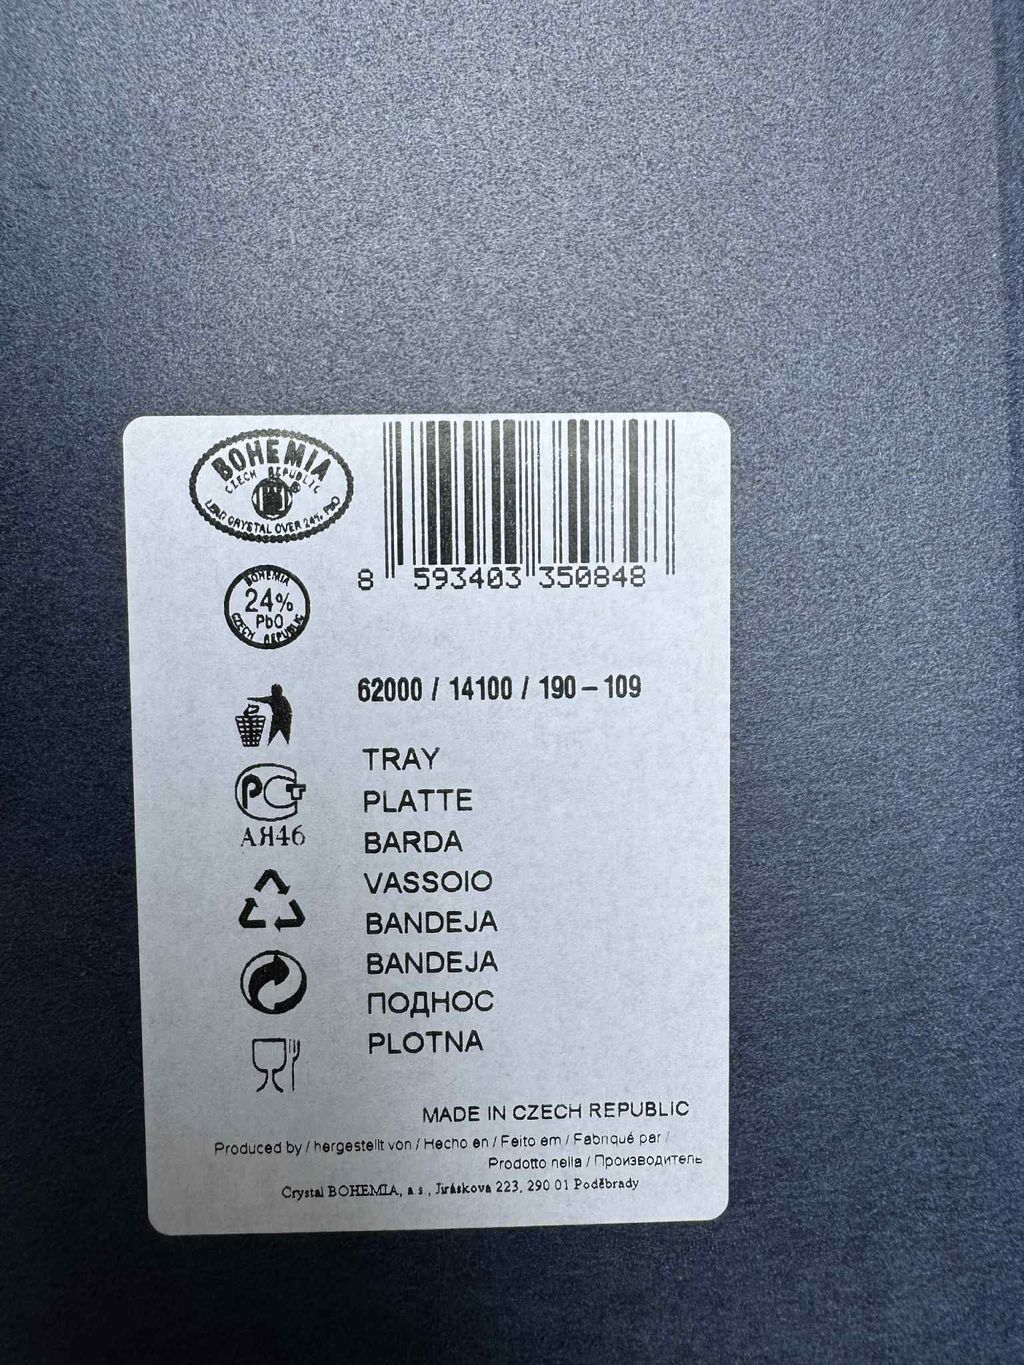 BOHEMIA
CZECH REPUBLIC
®
LEAD CRYSTAL OVER 24% PbO
8 593403 350848
BOHEMIA
24%
PbO
CZECH REPUBLIC
62000 / 14100 / 190 – 109
TRAY
PLATTE
BARDA
VASSOIO
BANDEJA
BANDEJA
ПОДНОС
PLOTNA
РСТ
АЯ46
MADE IN CZECH REPUBLIC
Produced by / hergestellt von / Hecho en / Feito em / Fabriqué par /
Prodotto nella / Производитель
Crystal BOHEMIA, a.s., Jiráskova 223, 290 01 Poděbrady